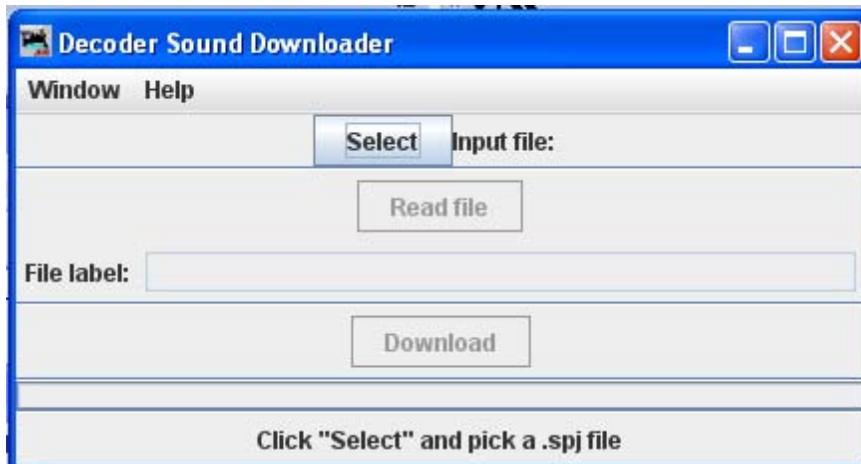 Decoder Sound Downloader
Window Help
Select Input file:
Read file
File label:
Download
Click "Select" and pick a .spj file